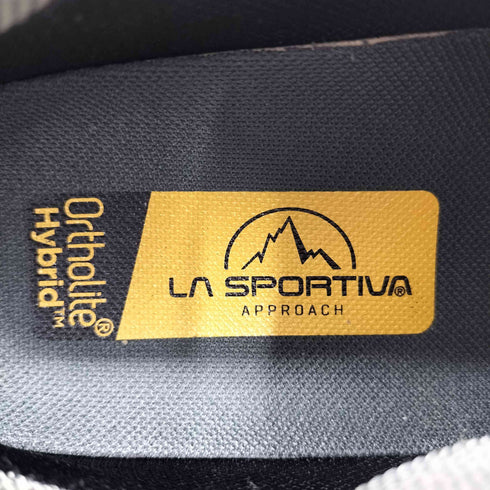 Ortholite®
Hybrid™
LA SPORTIVA®
APPROACH